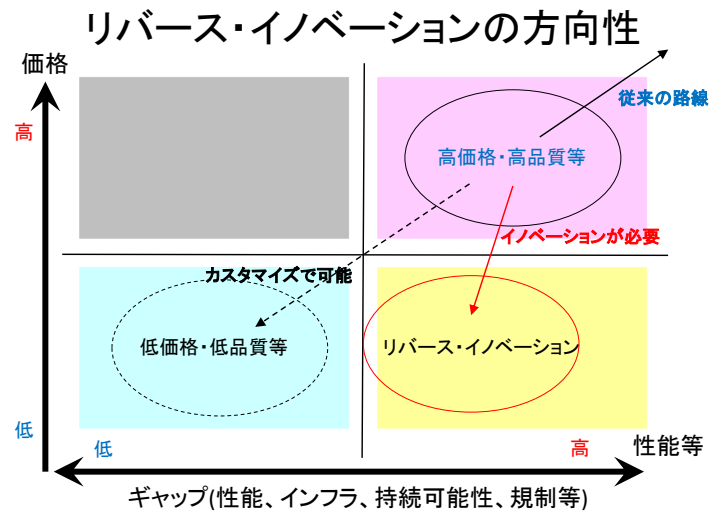 リバース・イノベーションの方向性
価格
従来の路線
高
高価格・高品質等
イノベーションが必要
カスタマイズで可能
低価格・低品質等
リバース・イノベーション
低
低
高
性能等
ギャップ(性能、インフラ、持続可能性、規制等)